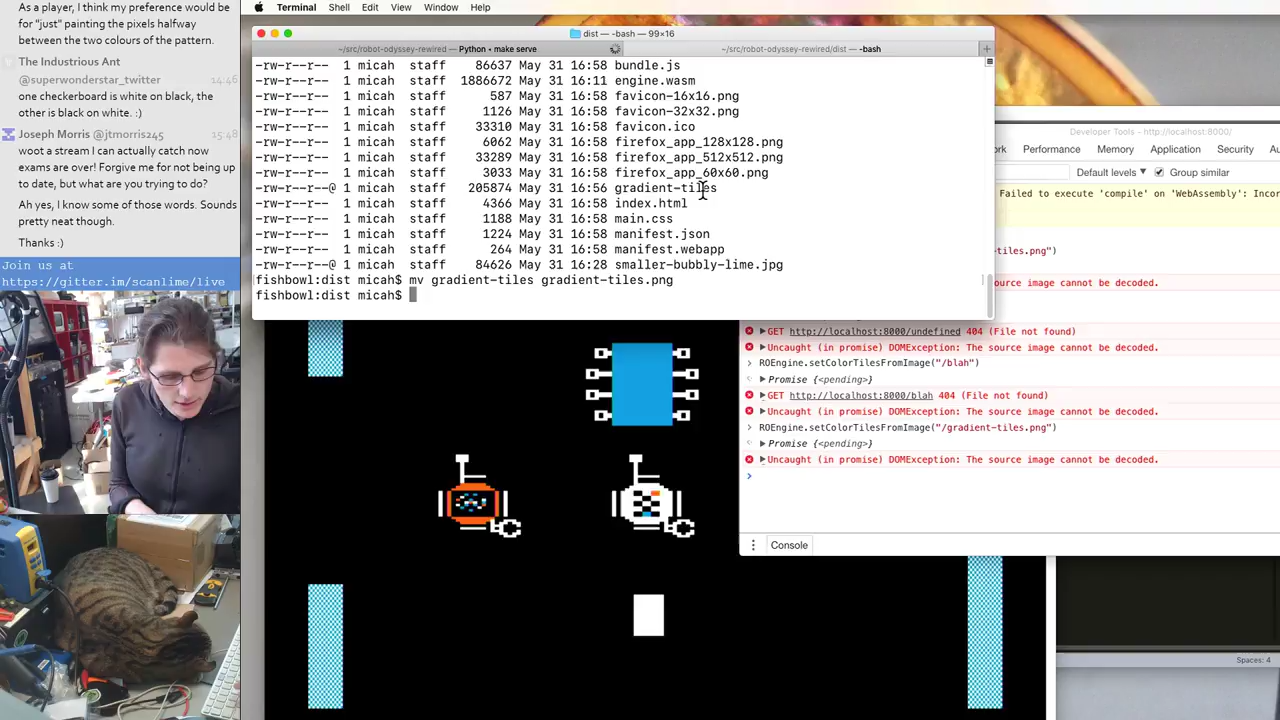 As a player, I think my preference would be
for "just" painting the pixels halfway
between the two colours of the pattern.
The Industrious Ant
@superwonderstar_twitter
one checkerboard is white on black, the
other is black on white. :)
Joseph Morris @jtmorris245 15:48
woot a stream I can actually catch now
exams are over! Forgive me for not being up
to date, but what are you trying to do?
Ah yes, I know some of those words. Sounds
pretty neat though.
Thanks :)
Join us at
https://gitter.im/scanlime/live
Terminal Shell Edit View Window Help
dist — -bash — 99×16
~/src/robot-odyssey-rewired — Python • make serve
~/src/robot-odyssey-rewired/dist — -bash
-rw-r--r-- 1 micah staff 86637 May 31 16:58 bundle.js
-rw-r--r-- 1 micah staff 1886672 May 31 16:11 engine.wasm
-rw-r--r-- 1 micah staff 587 May 31 16:58 favicon-16x16.png
-rw-r--r-- 1 micah staff 1126 May 31 16:58 favicon-32x32.png
-rw-r--r-- 1 micah staff 33310 May 31 16:58 favicon.ico
-rw-r--r-- 1 micah staff 6062 May 31 16:58 firefox_app_128x128.png
-rw-r--r-- 1 micah staff 33289 May 31 16:58 firefox_app_512x512.png
-rw-r--r-- 1 micah staff 3033 May 31 16:58 firefox_app_60x60.png
-rw-r--r--@ 1 micah staff 205874 May 31 16:56 gradient-tiles
-rw-r--r-- 1 micah staff 4366 May 31 16:58 index.html
-rw-r--r-- 1 micah staff 1188 May 31 16:58 main.css
-rw-r--r-- 1 micah staff 1224 May 31 16:58 manifest.json
-rw-r--r-- 1 micah staff 264 May 31 16:58 manifest.webapp
-rw-r--r--@ 1 micah staff 84626 May 31 16:28 smaller-bubbly-lime.jpg
fishbowl:dist micah$ mv gradient-tiles gradient-tiles.png
fishbowl:dist micah$
Developer Tools - http://localhost:8000/
ork Performance Memory Application Security Au
Default levels ▾ Group similar
Failed to execute 'compile' on 'WebAssembly': Incor
-tiles.png")
ource image cannot be decoded.
GET http://localhost:8000/undefined 404 (File not found)
Uncaught (in promise) DOMException: The source image cannot be decoded.
ROEngine.setColorTilesFromImage("/blah")
Promise {<pending>}
GET http://localhost:8000/blah 404 (File not found)
Uncaught (in promise) DOMException: The source image cannot be decoded.
ROEngine.setColorTilesFromImage("/gradient-tiles.png")
Promise {<pending>}
Uncaught (in promise) DOMException: The source image cannot be decoded.
Console
Spaces: 4